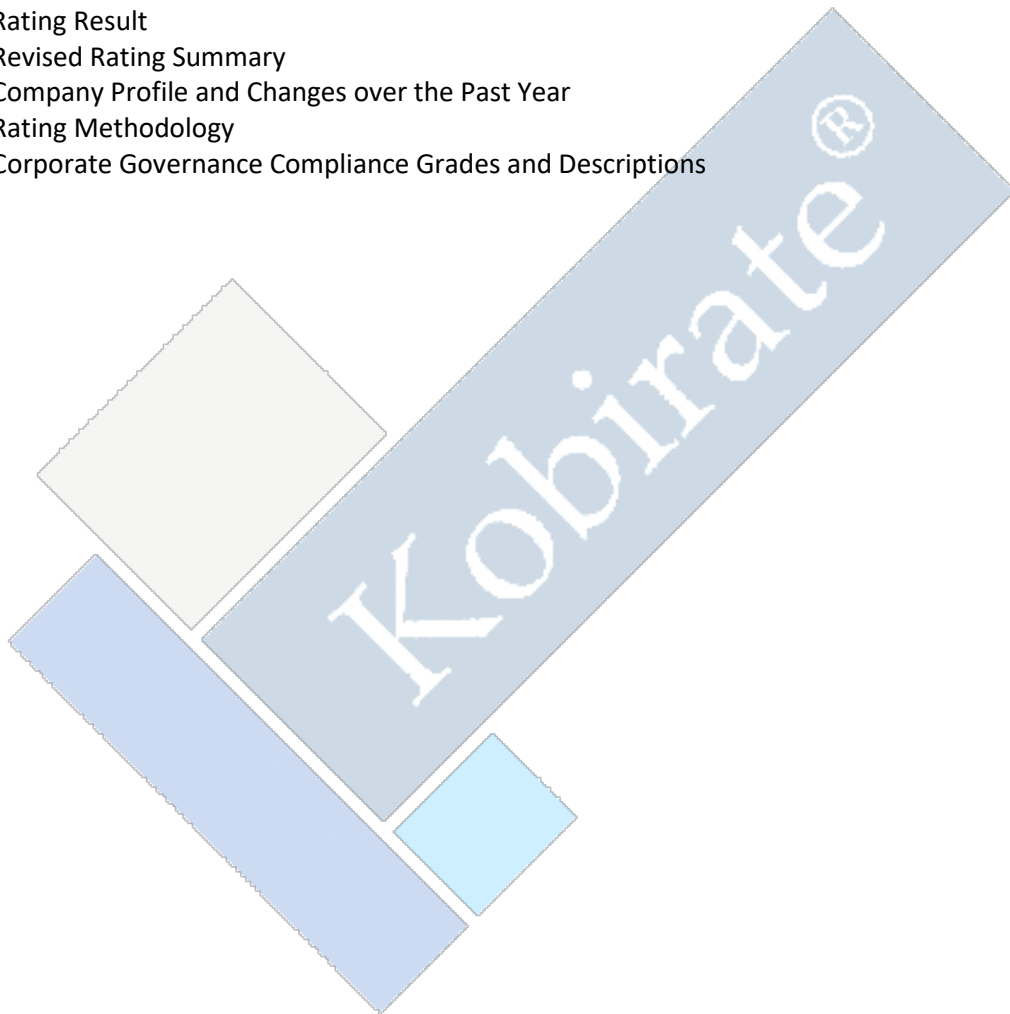 Rating Result
Revised Rating Summary
Company Profile and Changes over the Past Year
Rating Methodology
Corporate Governance Compliance Grades and Descriptions
Kobirate ®